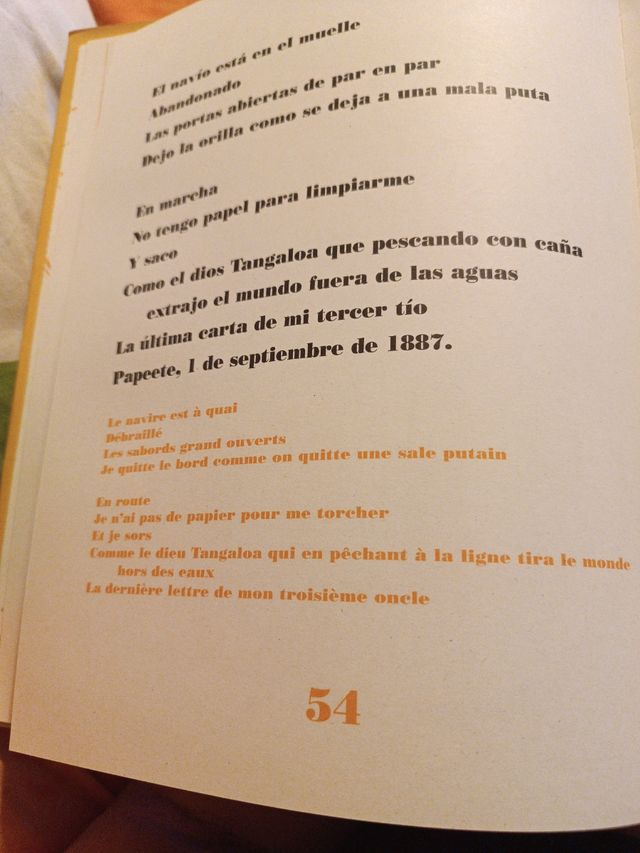 El navío está en el muelle
Abandonado
Las portas abiertas de par en par
Dejo la orilla como se deja a una mala puta
En marcha
No tengo papel para limpiarme
Y saco
Como el dios Tangaloa que pescando con caña
extrajo el mundo fuera de las aguas
La última carta de mi tercer tío
Papeete, 1 de septiembre de 1887.
Le navire est à quai
Débraillé
Les sabords grand ouverts
Je quitte le bord comme on quitte une sale putain
En route
Je n'ai pas de papier pour me torcher
Et je sors
Comme le dieu Tangaloa qui en pêchant à la ligne tira le monde
hors des eaux
La dernière lettre de mon troisième oncle
54